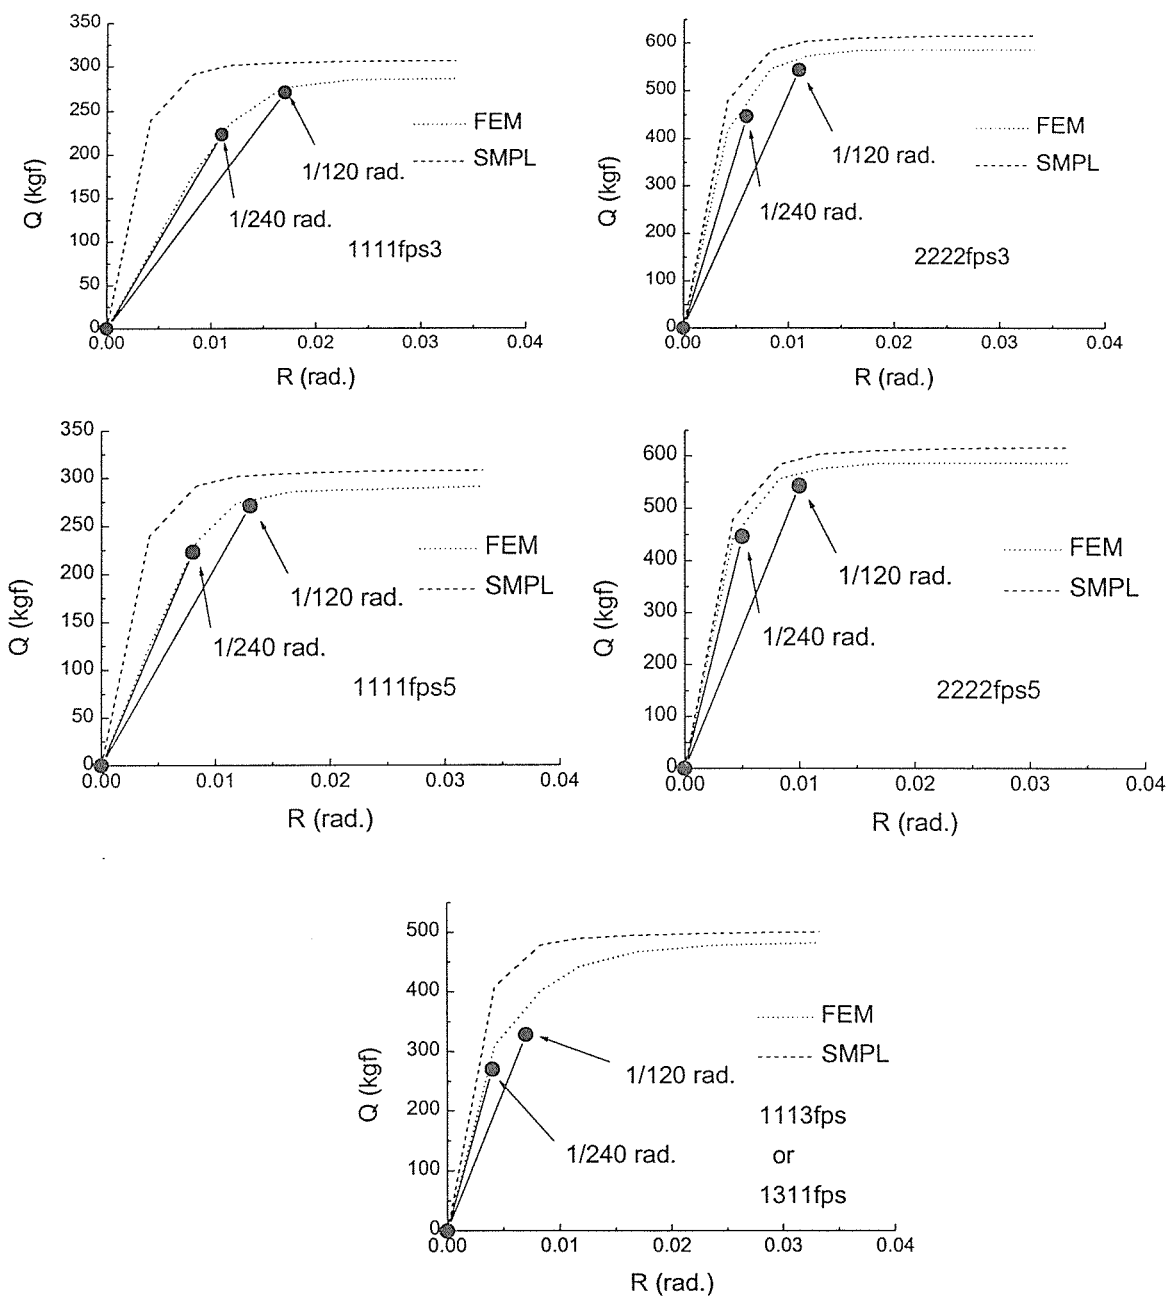 350
300
250
200
150
100
50
0
Q (kgf)
FEM
SMPL
1/120 rad.
1/240 rad.
1111fps3
0.00 0.01 0.02 0.03 0.04
R (rad.)
600
500
400
300
200
100
0
Q (kgf)
FEM
SMPL
1/120 rad.
1/240 rad.
2222fps3
0.00 0.01 0.02 0.03 0.04
R (rad.)
350
300
250
200
150
100
50
0
Q (kgf)
FEM
SMPL
1/120 rad.
1/240 rad.
1111fps5
0.00 0.01 0.02 0.03 0.04
R (rad.)
600
500
400
300
200
100
0
Q (kgf)
FEM
SMPL
1/120 rad.
1/240 rad.
2222fps5
0.00 0.01 0.02 0.03 0.04
R (rad.)
500
400
300
200
100
0
Q (kgf)
FEM
SMPL
1/120 rad.
1/240 rad.
1113fps
or
1311fps
0.00 0.01 0.02 0.03 0.04
R (rad.)